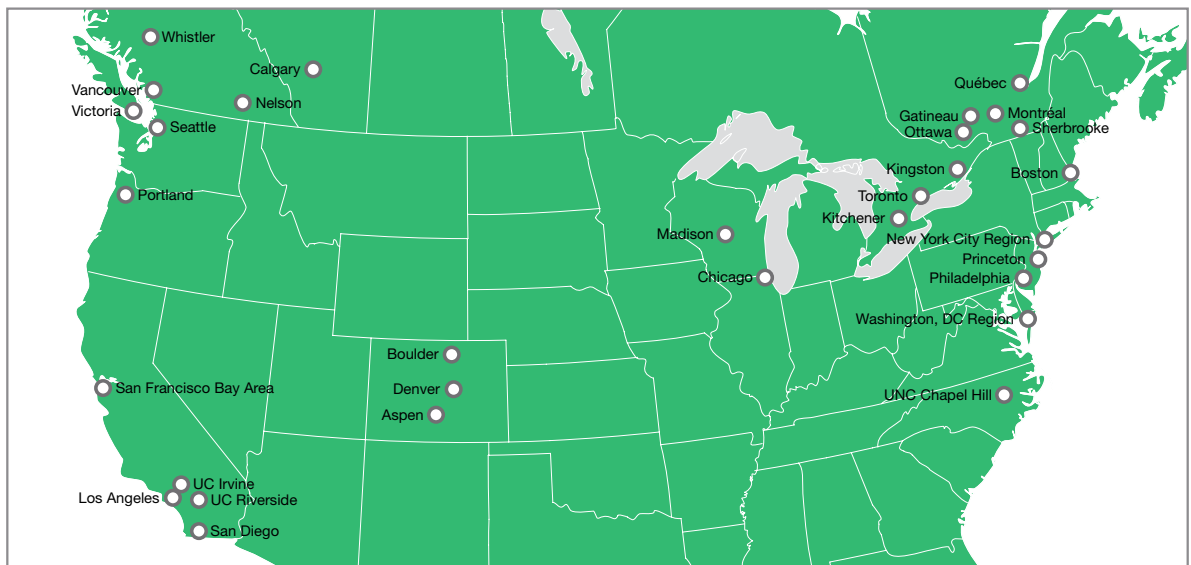 Whistler
Calgary
Vancouver
Nelson
Victoria
Seattle
Portland
San Francisco Bay Area
Boulder
Denver
Aspen
UC Irvine
Los Angeles
UC Riverside
San Diego
Madison
Chicago
Québec
Gatineau
Montréal
Ottawa
Sherbrooke
Kingston
Boston
Toronto
Kitchener
New York City Region
Princeton
Philadelphia
Washington, DC Region
UNC Chapel Hill